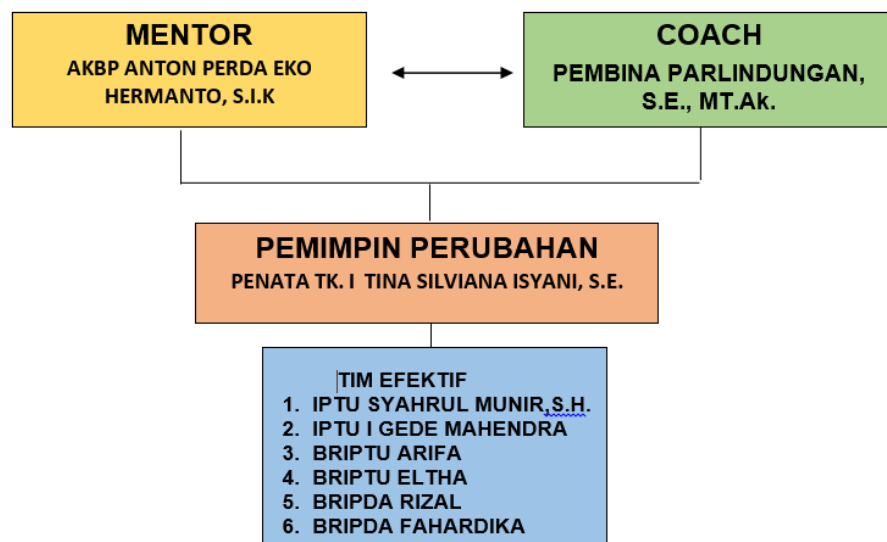 MENTOR
AKBP ANTON PERDA EKO
HERMANTO, S.I.K
COACH
PEMBINA PARLINDUNGAN,
S.E., MT.Ak.
PEMIMPIN PERUBAHAN
PENATA TK. I TINA SILVIANA ISYANI, S.E.
TIM EFEKTIF
1. IPTU SYAHRUL MUNIR,S.H.
2. IPTU I GEDE MAHENDRA
3. BRIPTU ARIFA
4. BRIPTU ELTHA
5. BRIPDA RIZAL
6. BRIPDA FAHARDIKA